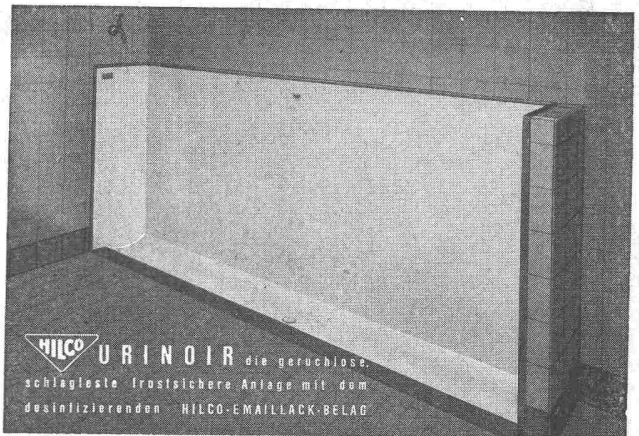 HILCO URINOIR die geruchlose,
schlagfeste frostsichere Anlage mit dem
desinfizierenden HILCO-EMAILLACK-BELAG